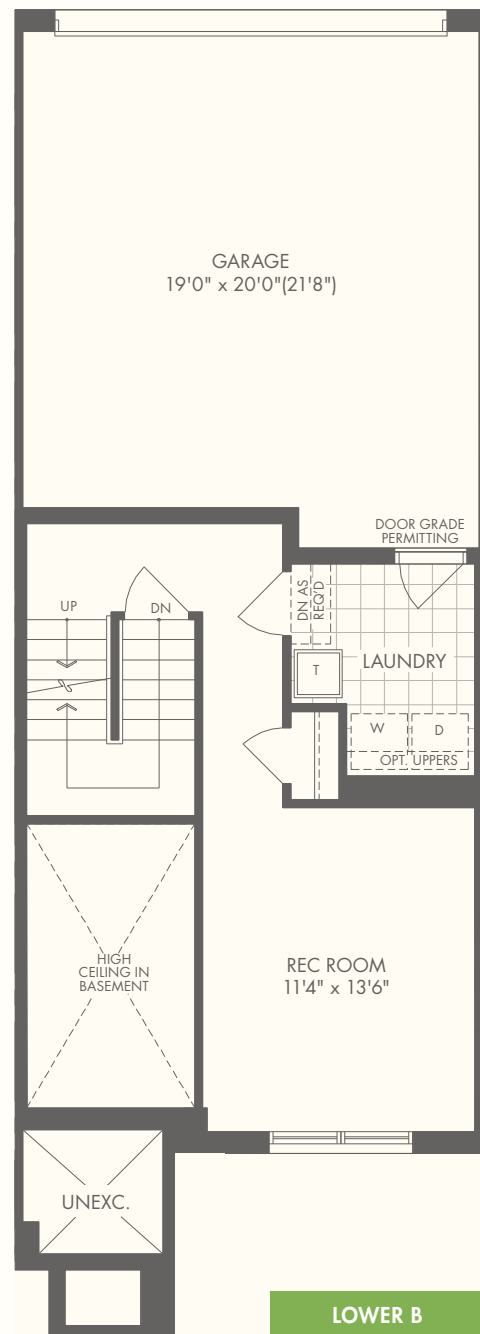 GARAGE
19'0" x 20'0"(21'8")
DOOR GRADE
PERMITTING
UP
DN
DN AS
REQ'D
T
LAUNDRY
W
D
OPT. UPPERS
HIGH
CEILING IN
BASEMENT
REC ROOM
11'4" x 13'6"
UNEXC.
LOWER B